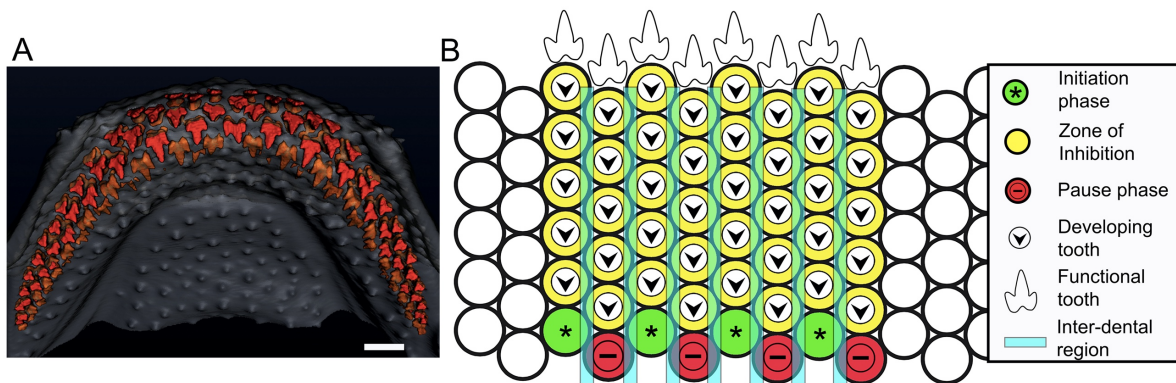 A
B
Initiation
phase
Zone of
Inhibition
Pause phase
Developing
tooth
Functional
tooth
Inter-dental
region